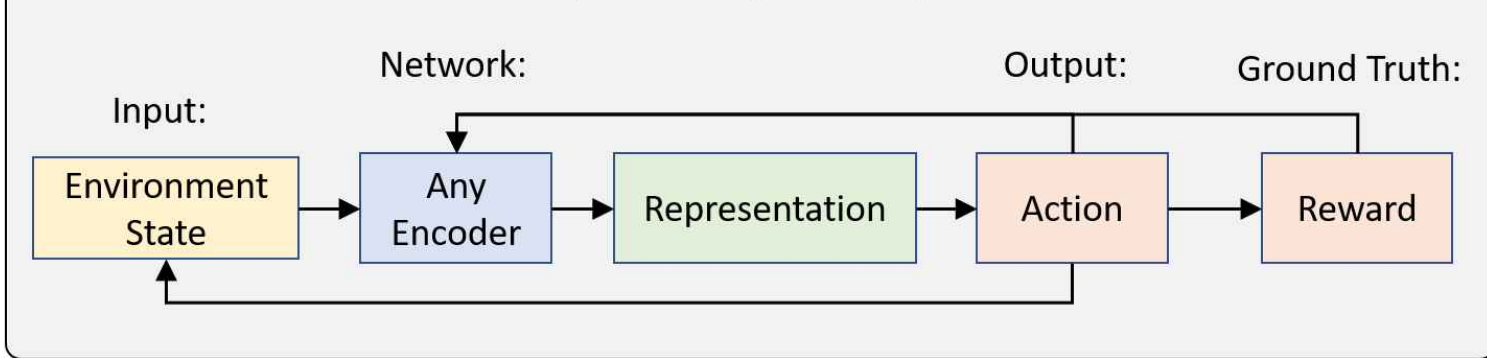 Network:
Output:
Ground Truth:
Input:
Environment
State
Any
Encoder
Representation
Action
Reward